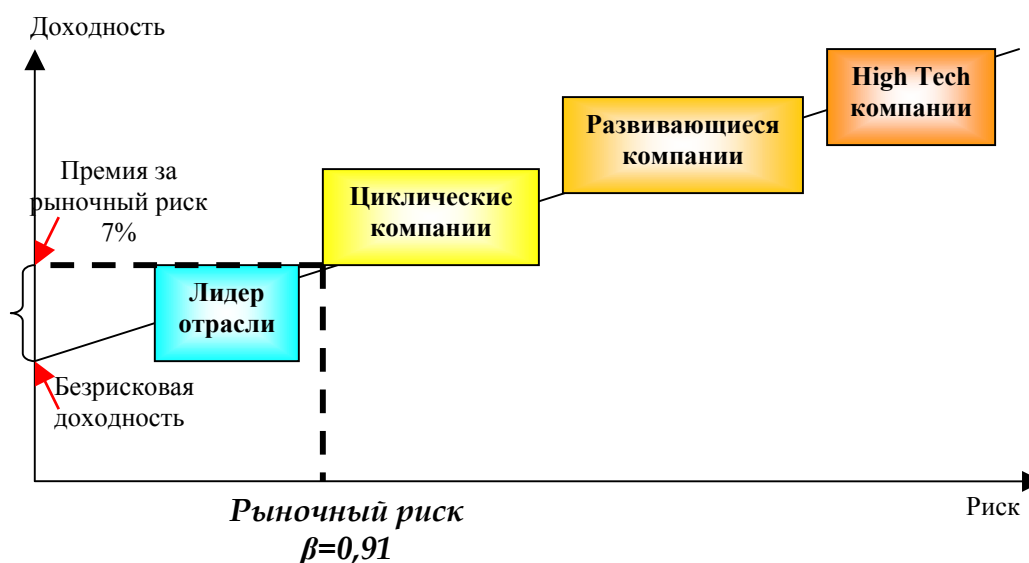 Доходность
High Tech
компании
Развивающиеся
компании
Премия за
рыночный риск
7%
Циклические
компании
Лидер
отрасли
Безрисковая
доходность
Риск
Рыночный риск
β=0,91